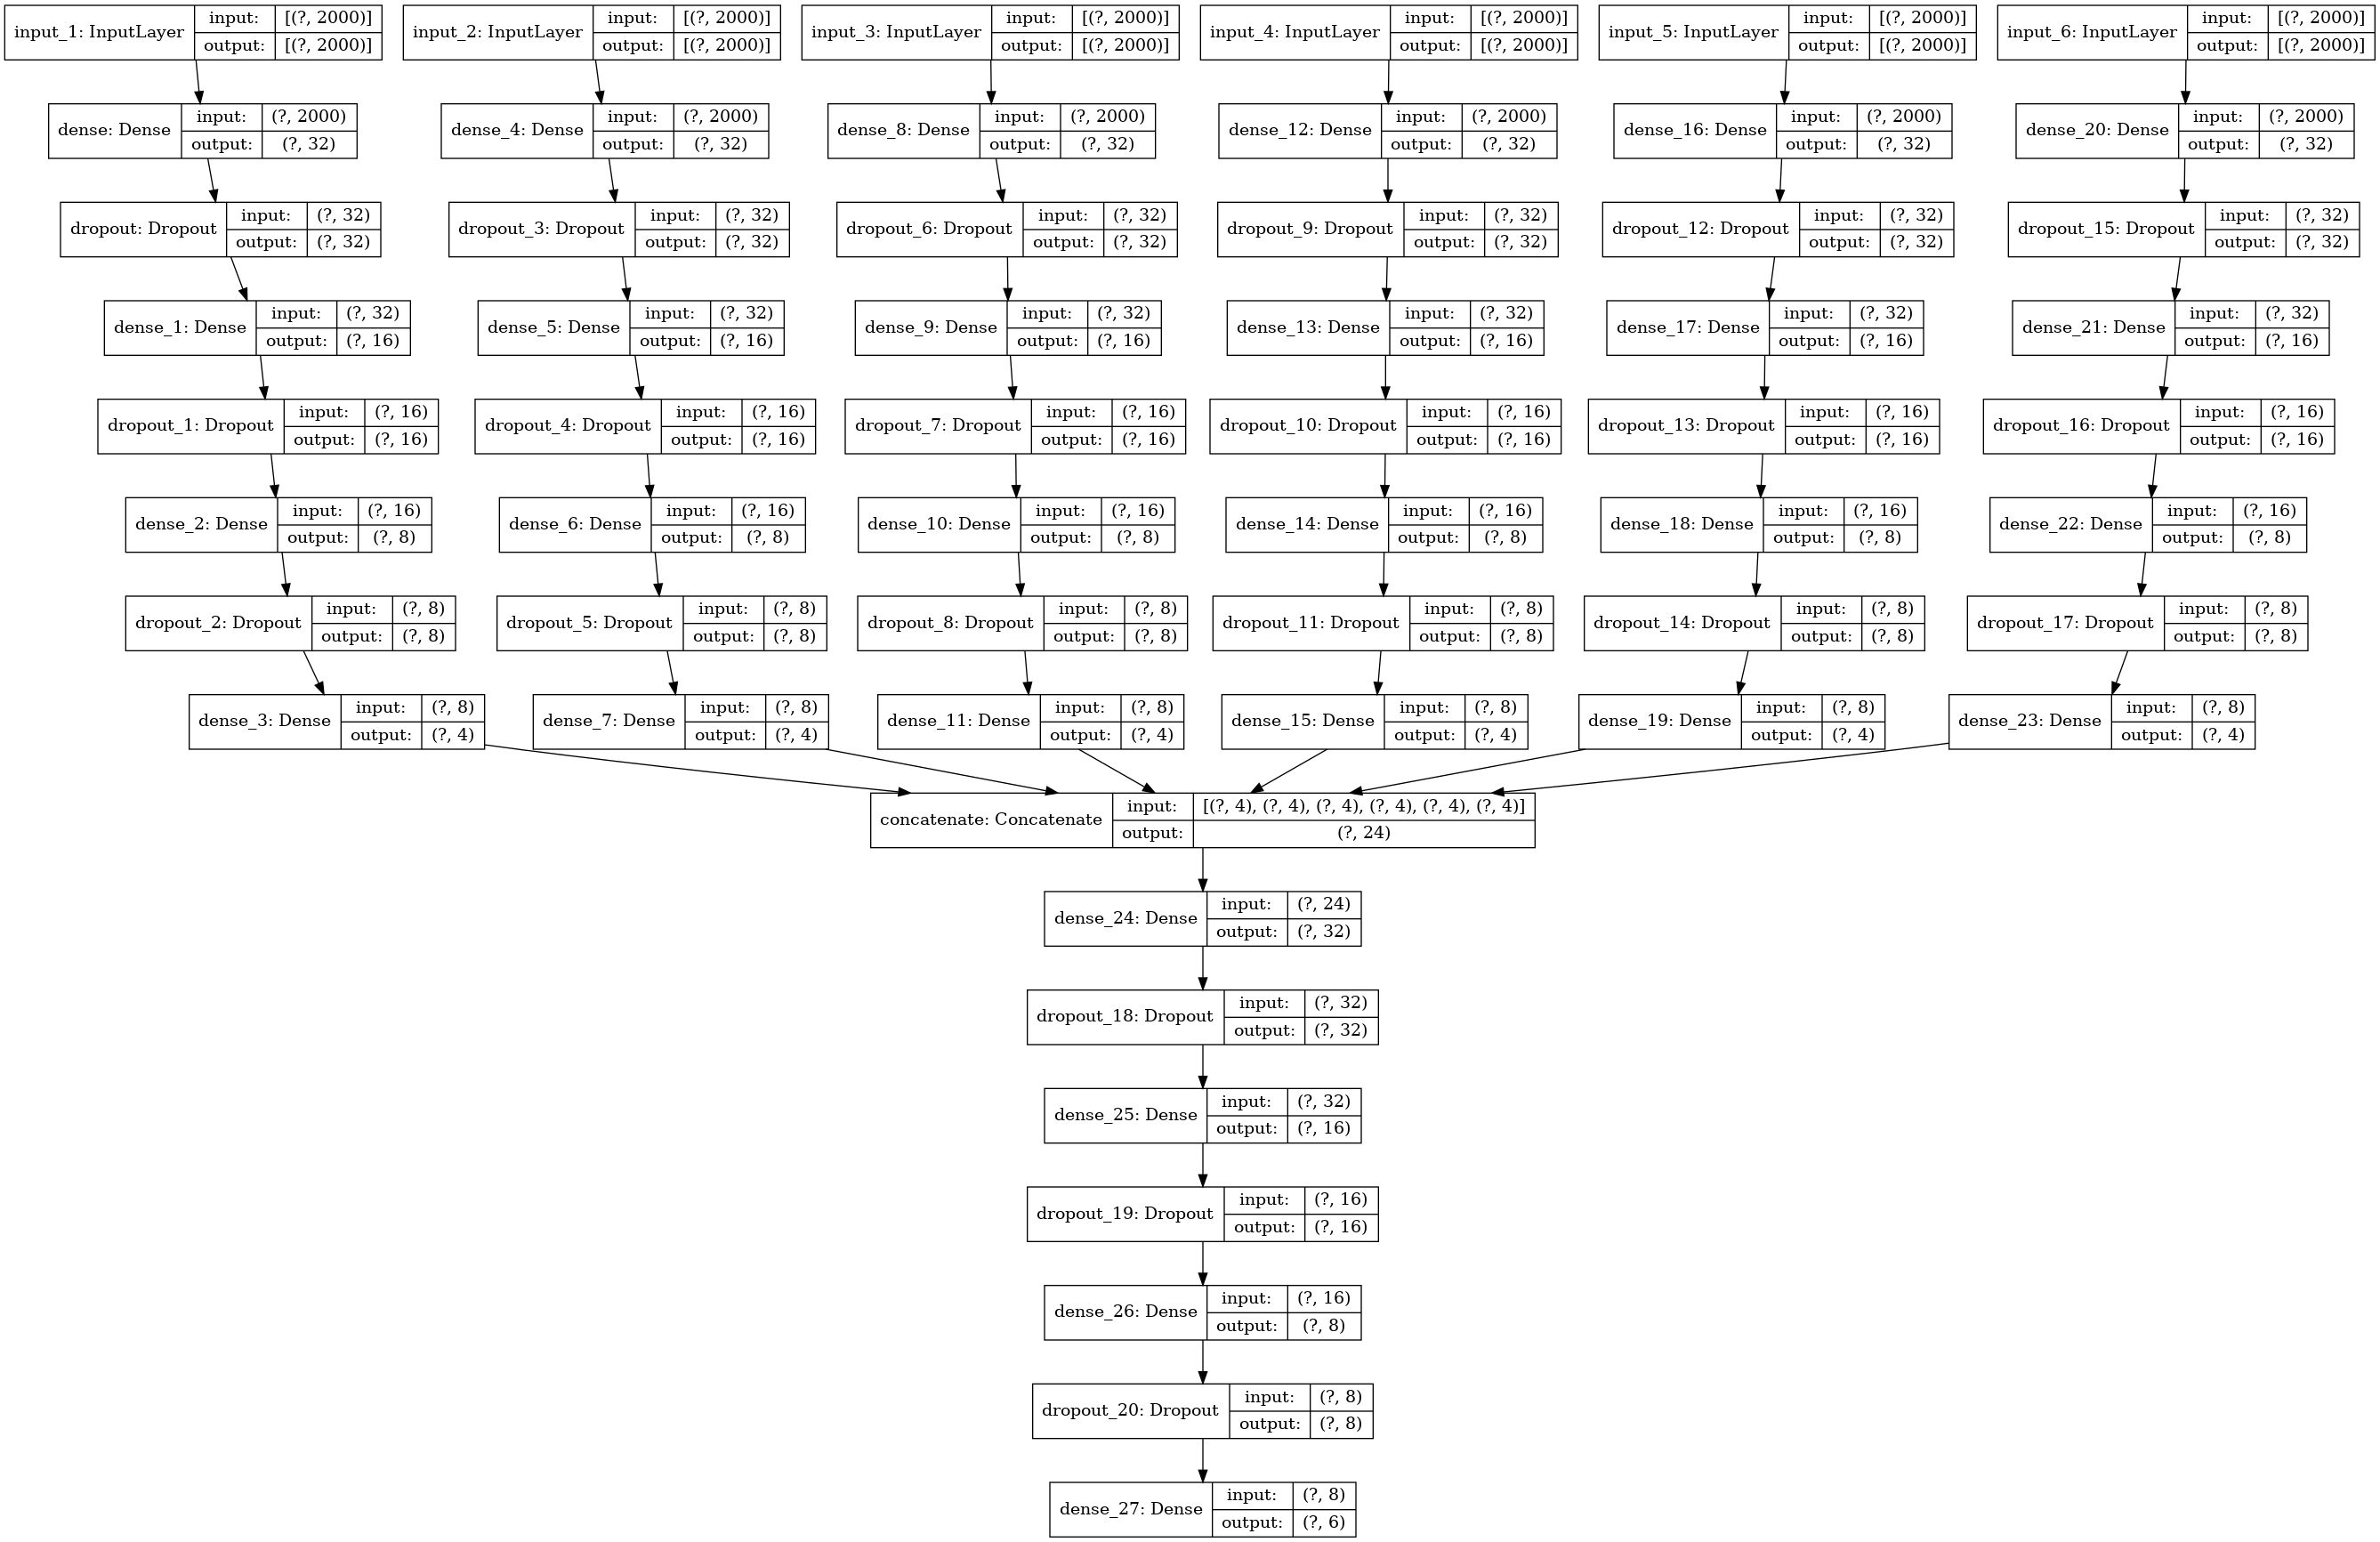 input_1: InputLayer input: [(?, 2000)] output: [(?, 2000)]
input_2: InputLayer input: [(?, 2000)] output: [(?, 2000)]
input_3: InputLayer input: [(?, 2000)] output: [(?, 2000)]
input_4: InputLayer input: [(?, 2000)] output: [(?, 2000)]
input_5: InputLayer input: [(?, 2000)] output: [(?, 2000)]
input_6: InputLayer input: [(?, 2000)] output: [(?, 2000)]
dense: Dense input: (?, 2000) output: (?, 32)
dense_4: Dense input: (?, 2000) output: (?, 32)
dense_8: Dense input: (?, 2000) output: (?, 32)
dense_12: Dense input: (?, 2000) output: (?, 32)
dense_16: Dense input: (?, 2000) output: (?, 32)
dense_20: Dense input: (?, 2000) output: (?, 32)
dropout: Dropout input: (?, 32) output: (?, 32)
dropout_3: Dropout input: (?, 32) output: (?, 32)
dropout_6: Dropout input: (?, 32) output: (?, 32)
dropout_9: Dropout input: (?, 32) output: (?, 32)
dropout_12: Dropout input: (?, 32) output: (?, 32)
dropout_15: Dropout input: (?, 32) output: (?, 32)
dense_1: Dense input: (?, 32) output: (?, 16)
dense_5: Dense input: (?, 32) output: (?, 16)
dense_9: Dense input: (?, 32) output: (?, 16)
dense_13: Dense input: (?, 32) output: (?, 16)
dense_17: Dense input: (?, 32) output: (?, 16)
dense_21: Dense input: (?, 32) output: (?, 16)
dropout_1: Dropout input: (?, 16) output: (?, 16)
dropout_4: Dropout input: (?, 16) output: (?, 16)
dropout_7: Dropout input: (?, 16) output: (?, 16)
dropout_10: Dropout input: (?, 16) output: (?, 16)
dropout_13: Dropout input: (?, 16) output: (?, 16)
dropout_16: Dropout input: (?, 16) output: (?, 16)
dense_2: Dense input: (?, 16) output: (?, 8)
dense_6: Dense input: (?, 16) output: (?, 8)
dense_10: Dense input: (?, 16) output: (?, 8)
dense_14: Dense input: (?, 16) output: (?, 8)
dense_18: Dense input: (?, 16) output: (?, 8)
dense_22: Dense input: (?, 16) output: (?, 8)
dropout_2: Dropout input: (?, 8) output: (?, 8)
dropout_5: Dropout input: (?, 8) output: (?, 8)
dropout_8: Dropout input: (?, 8) output: (?, 8)
dropout_11: Dropout input: (?, 8) output: (?, 8)
dropout_14: Dropout input: (?, 8) output: (?, 8)
dropout_17: Dropout input: (?, 8) output: (?, 8)
dense_3: Dense input: (?, 8) output: (?, 4)
dense_7: Dense input: (?, 8) output: (?, 4)
dense_11: Dense input: (?, 8) output: (?, 4)
dense_15: Dense input: (?, 8) output: (?, 4)
dense_19: Dense input: (?, 8) output: (?, 4)
dense_23: Dense input: (?, 8) output: (?, 4)
concatenate: Concatenate input: [(?, 4), (?, 4), (?, 4), (?, 4), (?, 4), (?, 4)] output: (?, 24)
dense_24: Dense input: (?, 24) output: (?, 32)
dropout_18: Dropout input: (?, 32) output: (?, 32)
dense_25: Dense input: (?, 32) output: (?, 16)
dropout_19: Dropout input: (?, 16) output: (?, 16)
dense_26: Dense input: (?, 16) output: (?, 8)
dropout_20: Dropout input: (?, 8) output: (?, 8)
dense_27: Dense input: (?, 8) output: (?, 6)